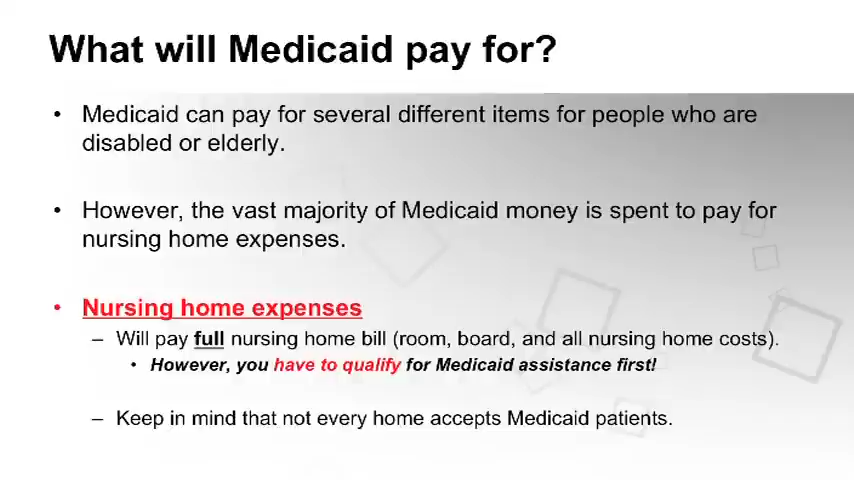 What will Medicaid pay for?
• Medicaid can pay for several different items for people who are
disabled or elderly.
• However, the vast majority of Medicaid money is spent to pay for
nursing home expenses.
• Nursing home expenses
– Will pay full nursing home bill (room, board, and all nursing home costs).
• However, you have to qualify for Medicaid assistance first!
– Keep in mind that not every home accepts Medicaid patients.